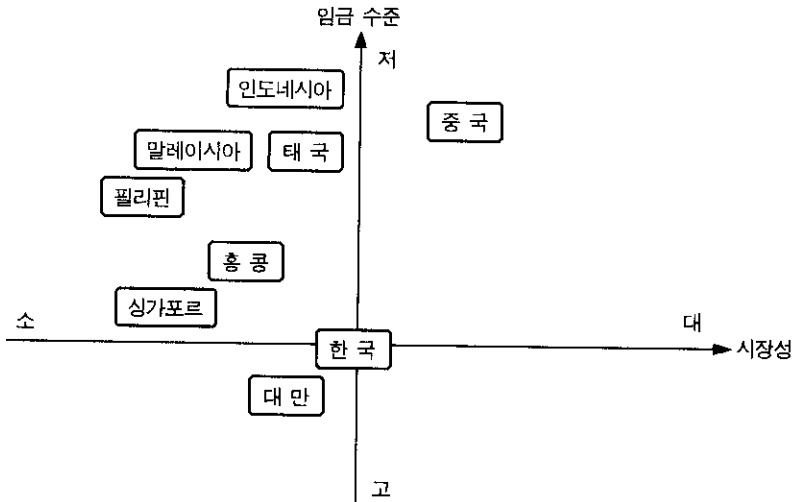 임금 수준
저
인도네시아
중 국
말레이시아
태 국
필리핀
홍 콩
싱가포르
소
대
한 국
시장성
대 만
고